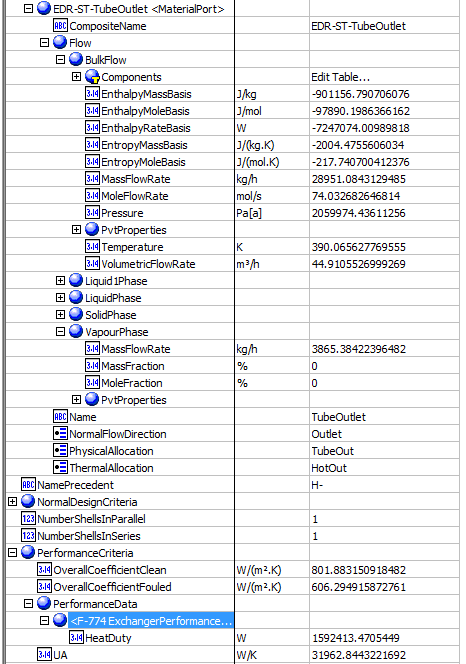 EDR-ST-TubeOutlet <MaterialPort>
CompositeName EDR-ST-TubeOutlet
Flow
BulkFlow
Components Edit Table...
EnthalpyMassBasis J/kg -901156.790706076
EnthalpyMoleBasis J/mol -97890.1986366162
EnthalpyRateBasis W -7247074.00989818
EntropyMassBasis J/(kg.K) -2004.4755606034
EntropyMoleBasis J/(mol.K) -217.740700412376
MassFlowRate kg/h 28951.0843129485
MoleFlowRate mol/s 74.032682646814
Pressure Pa[a] 2059974.43611256
PvtProperties
Temperature K 390.065627769555
VolumetricFlowRate m³/h 44.9105526999269
Liquid1Phase
LiquidPhase
SolidPhase
VapourPhase
MassFlowRate kg/h 3865.38422396482
MassFraction % 0
MoleFraction % 0
PvtProperties
Name TubeOutlet
NormalFlowDirection Outlet
PhysicalAllocation TubeOut
ThermalAllocation HotOut
NamePrecedent H-
NormalDesignCriteria
NumberShellsInParallel 1
NumberShellsInSeries 1
PerformanceCriteria
OverallCoefficientClean W/(m².K) 801.883150918482
OverallCoefficientFouled W/(m².K) 606.294915872761
PerformanceData
<F-774 ExchangerPerformance...
HeatDuty W 1592413.4705449
UA W/K 31962.8443221692